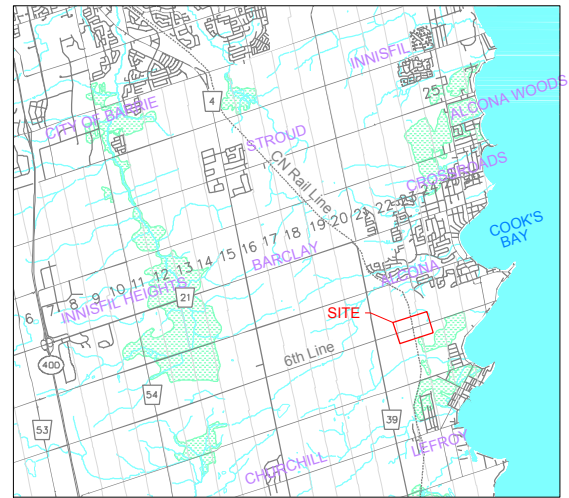 INNISFIL
25
ALCONA WOODS
CITY OF BARRIE
4
STROUD
CN Rail Line
CROSSROADS
6 7 8 9 10 11 12 13 14 15 16 17 18 19 20 21 22 23 24
BARCLAY
COOK'S
BAY
ALCONA
INNISFIL HEIGHTS
21
SITE
6th Line
400
54
53
39
LEFROY
CHURCHILL